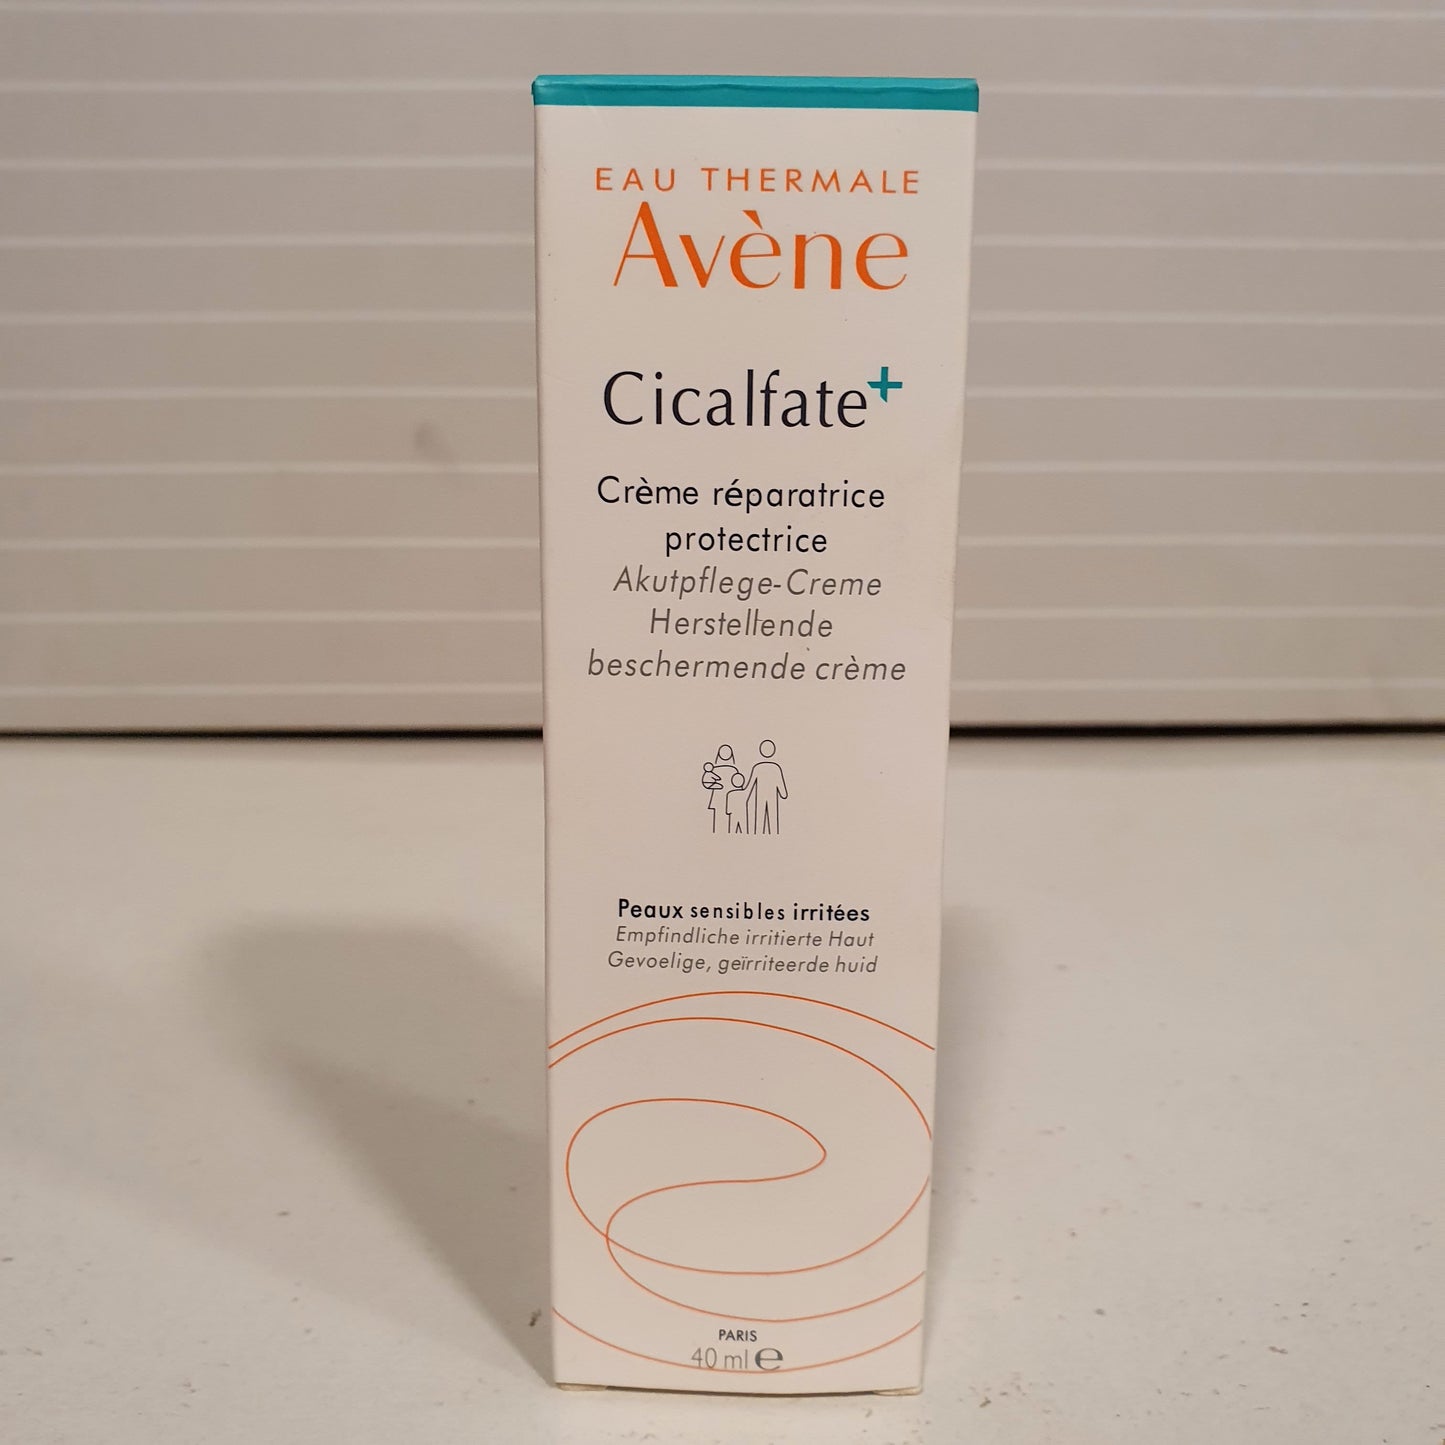 EAU THERMALE
Avène
Cicalfate+
Crème réparatrice
protectrice
Akutpflege-Creme
Herstellende
beschermende crème
Peaux sensibles irritées
Empfindliche irritierte Haut
Gevoelige, geïrriteerde huid
PARIS
40 ml ℮